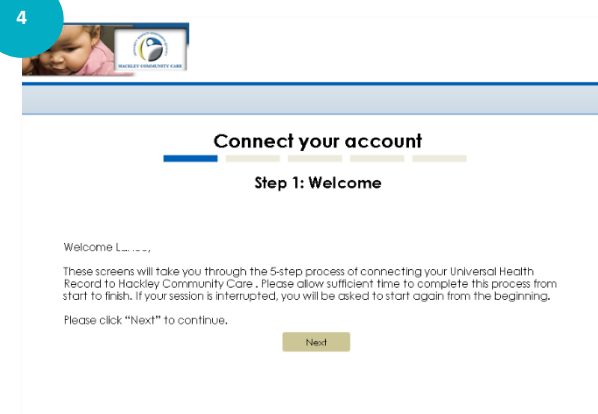 4
HACKLEY COMMUNITY CARE
Connect your account
Step 1: Welcome
Welcome
These screens will take you through the 5-step process of connecting your Universal Health
Record to Hackley Community Care . Please allow sufficient time to complete this process from
start to finish. If your session is interrupted, you will be asked to start again from the beginning.
Please click "Next" to continue.
Next